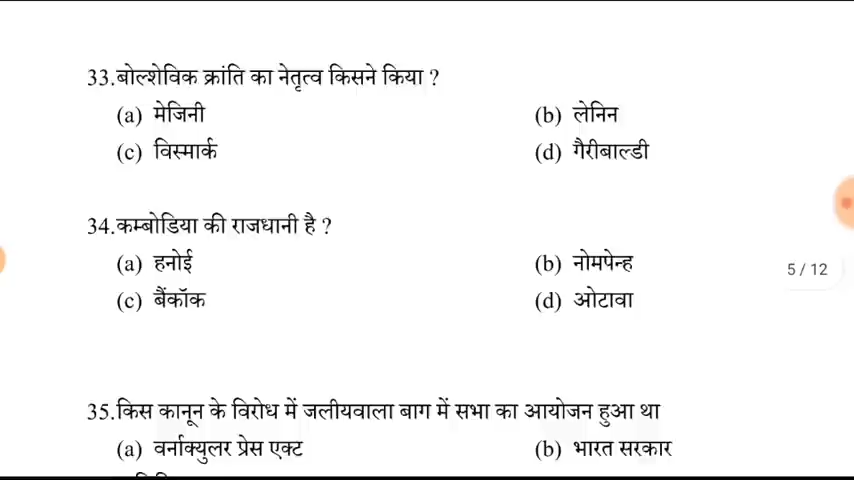 33.बोल्शेविक क्रांति का नेतृत्व किसने किया ?
(a) मेजिनी (b) लेनिन
(c) विस्मार्क (d) गैरीबाल्डी
34.कम्बोडिया की राजधानी है ?
(a) हनोई (b) नोमपेन्ह
5 / 12
(c) बैंकॉक (d) ओटावा
35.किस कानून के विरोध में जलीयवाला बाग में सभा का आयोजन हुआ था
(a) वर्नाक्युलर प्रेस एक्ट (b) भारत सरकार